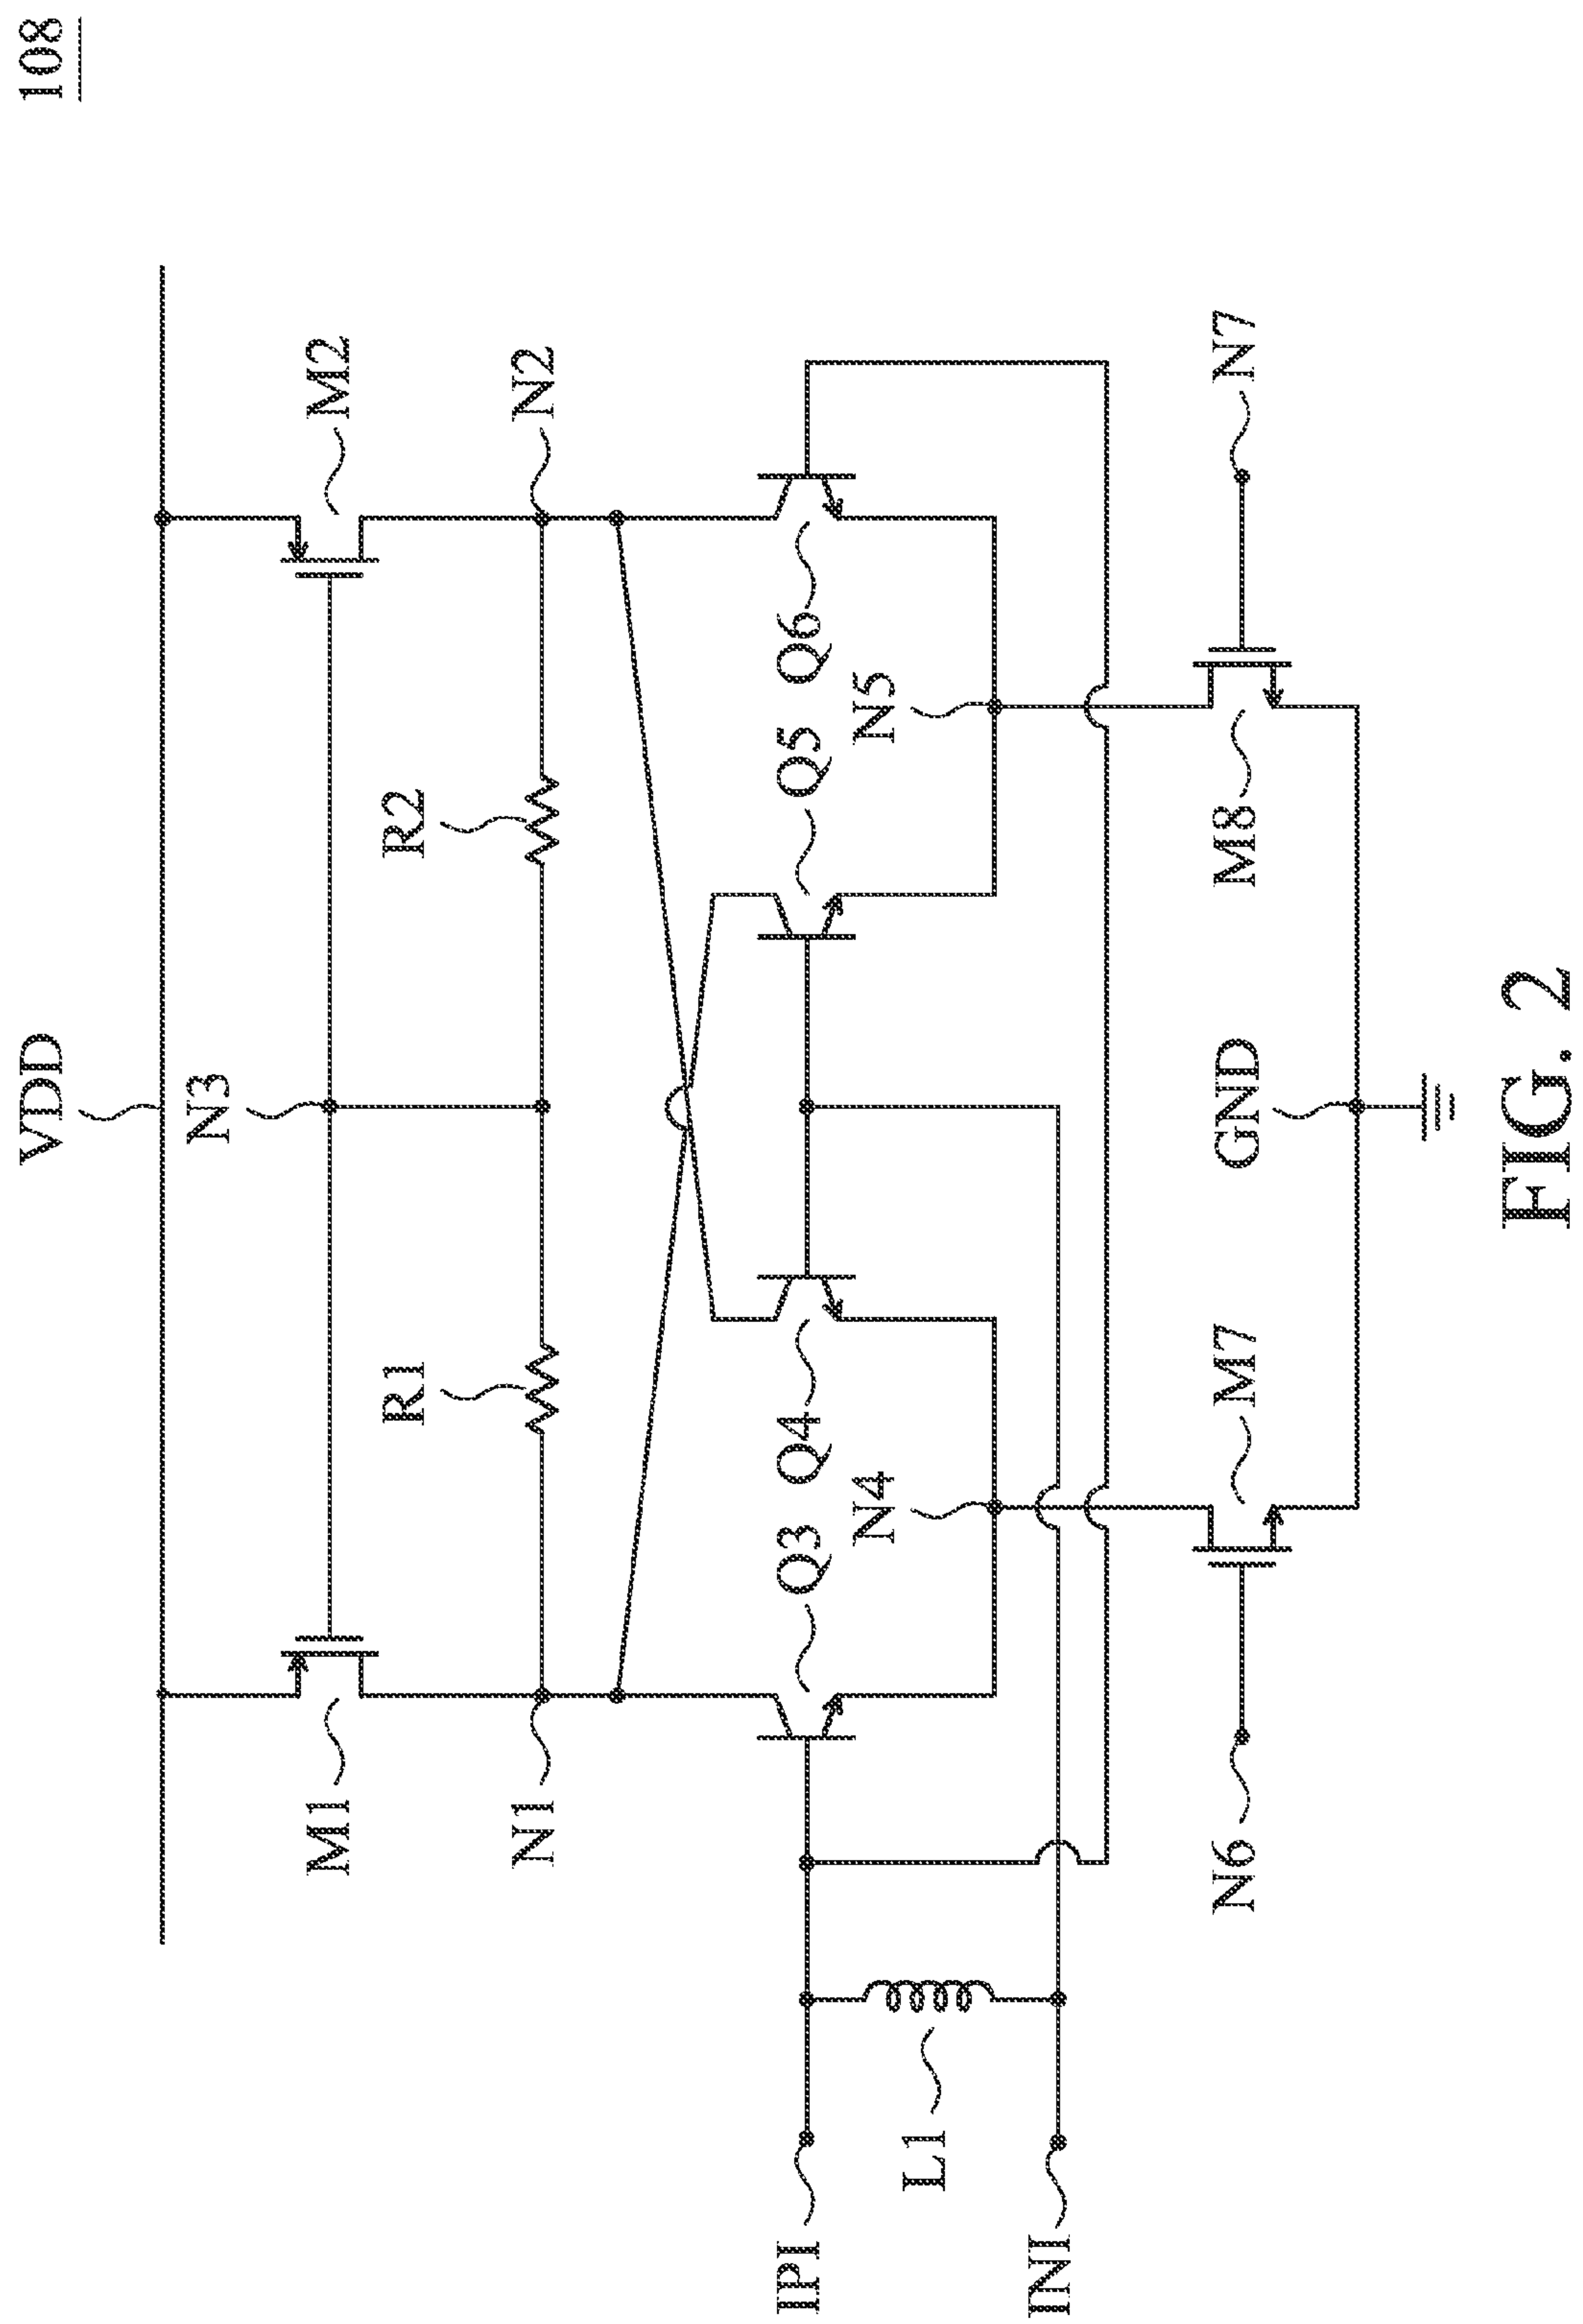 108
VDD
N3
M1
M2
R1
R2
N1
N2
Q3
Q4
Q5
Q6
N4
N5
IPI
L1
INI
N6
M7
GND
M8
N7
FIG. 2